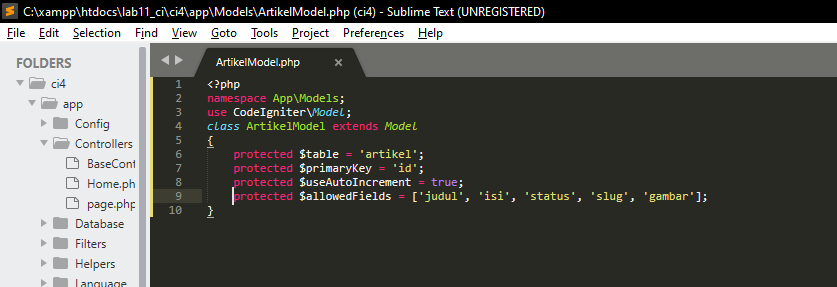 C:\xampp\htdocs\lab11_ci\ci4\app\Models\ArtikelModel.php (ci4) - Sublime Text (UNREGISTERED)
File Edit Selection Find View Goto Tools Project Preferences Help
FOLDERS
ci4
app
Config
Controllers
BaseCont
Home.ph
page.php
Database
Filters
Helpers
Language
ArtikelModel.php ×
1 <?php
2 namespace App\Models;
3 use CodeIgniter\Model;
4 class ArtikelModel extends Model
5 {
6 protected $table = 'artikel';
7 protected $primaryKey = 'id';
8 protected $useAutoIncrement = true;
9 protected $allowedFields = ['judul', 'isi', 'status', 'slug', 'gambar'];
10 }